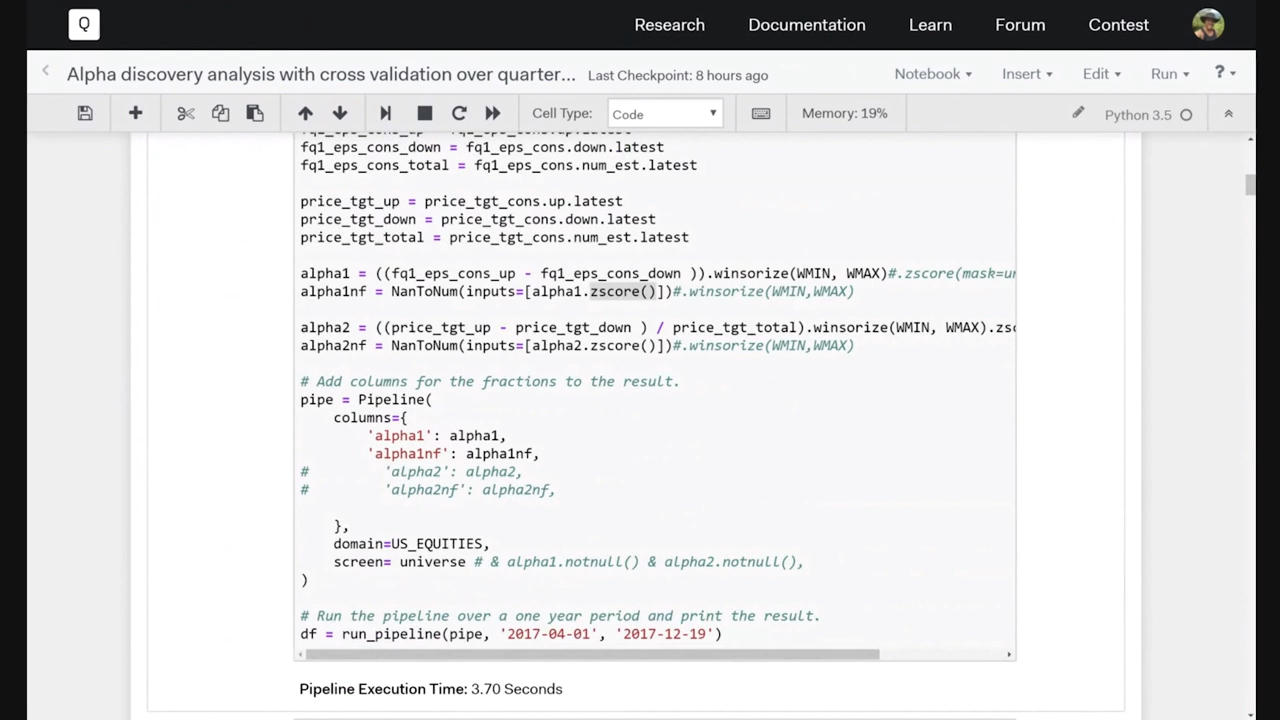 Q
Research
Documentation
Learn
Forum
Contest
Alpha discovery analysis with cross validation over quarter...
Last Checkpoint: 8 hours ago
Notebook
Insert
Edit
Run
?
Cell Type:
Code
Memory: 19%
Python 3.5
fq1_eps_cons_up = fq1_eps_cons.up.latest
fq1_eps_cons_down = fq1_eps_cons.down.latest
fq1_eps_cons_total = fq1_eps_cons.num_est.latest
price_tgt_up = price_tgt_cons.up.latest
price_tgt_down = price_tgt_cons.down.latest
price_tgt_total = price_tgt_cons.num_est.latest
alpha1 = ((fq1_eps_cons_up - fq1_eps_cons_down )).winsorize(WMIN, WMAX)#.zscore(mask=un
alpha1nf = NanToNum(inputs=[alpha1.zscore()])#.winsorize(WMIN,WMAX)
alpha2 = ((price_tgt_up - price_tgt_down ) / price_tgt_total).winsorize(WMIN, WMAX).zsc
alpha2nf = NanToNum(inputs=[alpha2.zscore()])#.winsorize(WMIN,WMAX)
# Add columns for the fractions to the result.
pipe = Pipeline(
columns={
'alpha1': alpha1,
'alpha1nf': alpha1nf,
# 'alpha2': alpha2,
# 'alpha2nf': alpha2nf,
},
domain=US_EQUITIES,
screen= universe # & alpha1.notnull() & alpha2.notnull(),
)
# Run the pipeline over a one year period and print the result.
df = run_pipeline(pipe, '2017-04-01', '2017-12-19')
Pipeline Execution Time: 3.70 Seconds